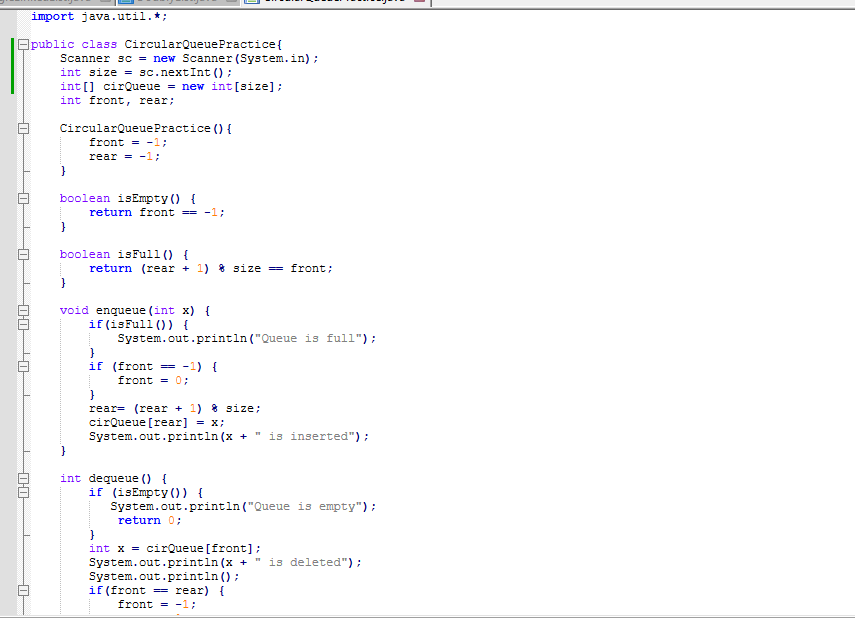 import java.util.*;
public class CircularQueuePractice{
Scanner sc = new Scanner(System.in);
int size = sc.nextInt();
int[] cirQueue = new int[size];
int front, rear;
CircularQueuePractice(){
front = -1;
rear = -1;
}
boolean isEmpty() {
return front == -1;
}
boolean isFull() {
return (rear + 1) % size == front;
}
void enqueue(int x) {
if(isFull()) {
System.out.println("Queue is full");
}
if (front == -1) {
front = 0;
}
rear= (rear + 1) % size;
cirQueue[rear] = x;
System.out.println(x + " is inserted");
}
int dequeue() {
if (isEmpty()) {
System.out.println("Queue is empty");
return 0;
}
int x = cirQueue[front];
System.out.println(x + " is deleted");
System.out.println();
if(front == rear) {
front = -1;